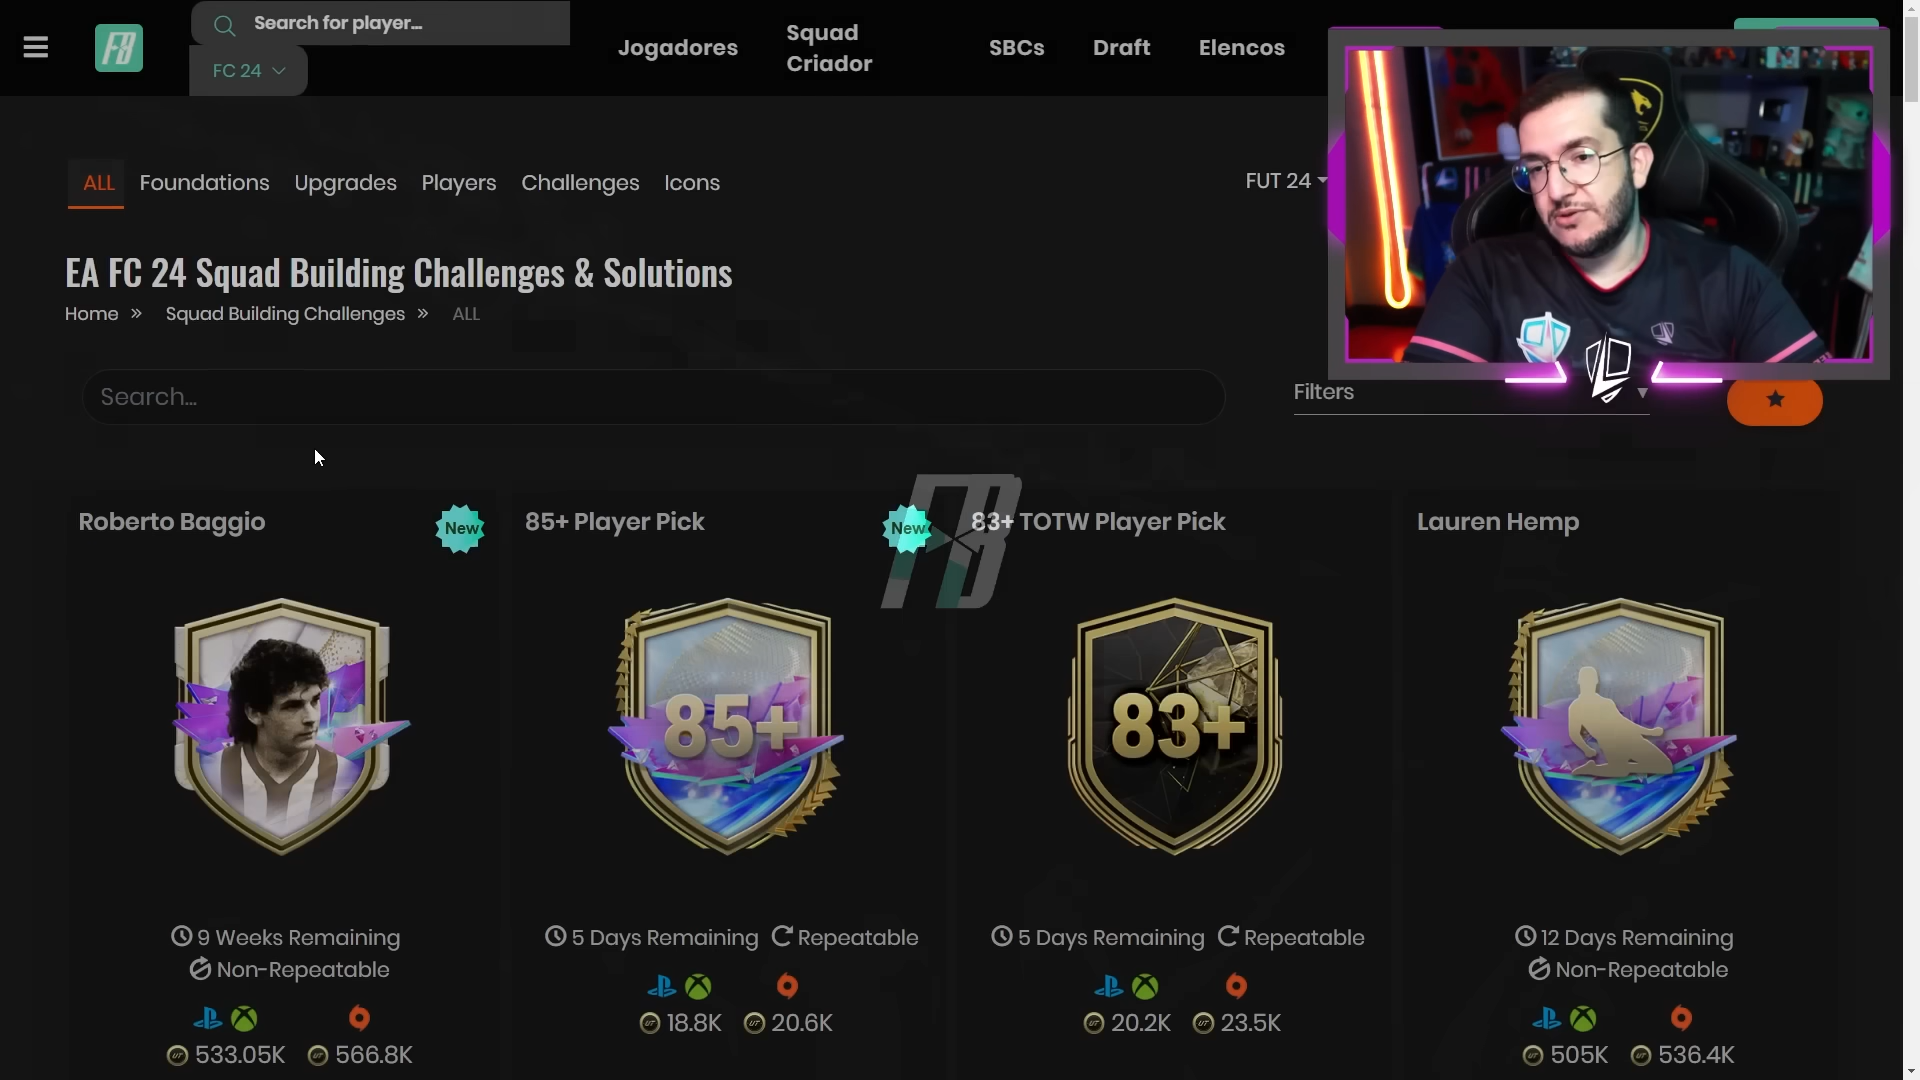 Search for player...
FC 24
Jogadores
Squad
Criador
SBCs
Draft
Elencos
ALL
Foundations
Upgrades
Players
Challenges
Icons
FUT 24
EA FC 24 Squad Building Challenges & Solutions
Home » Squad Building Challenges » ALL
Search...
Filters
Roberto Baggio
New
85+ Player Pick
New
83+ TOTW Player Pick
Lauren Hemp
FB
85+
83+
9 Weeks Remaining
Non-Repeatable
533.05K
566.8K
5 Days Remaining
Repeatable
18.8K
20.6K
5 Days Remaining
Repeatable
20.2K
23.5K
12 Days Remaining
Non-Repeatable
505K
536.4K